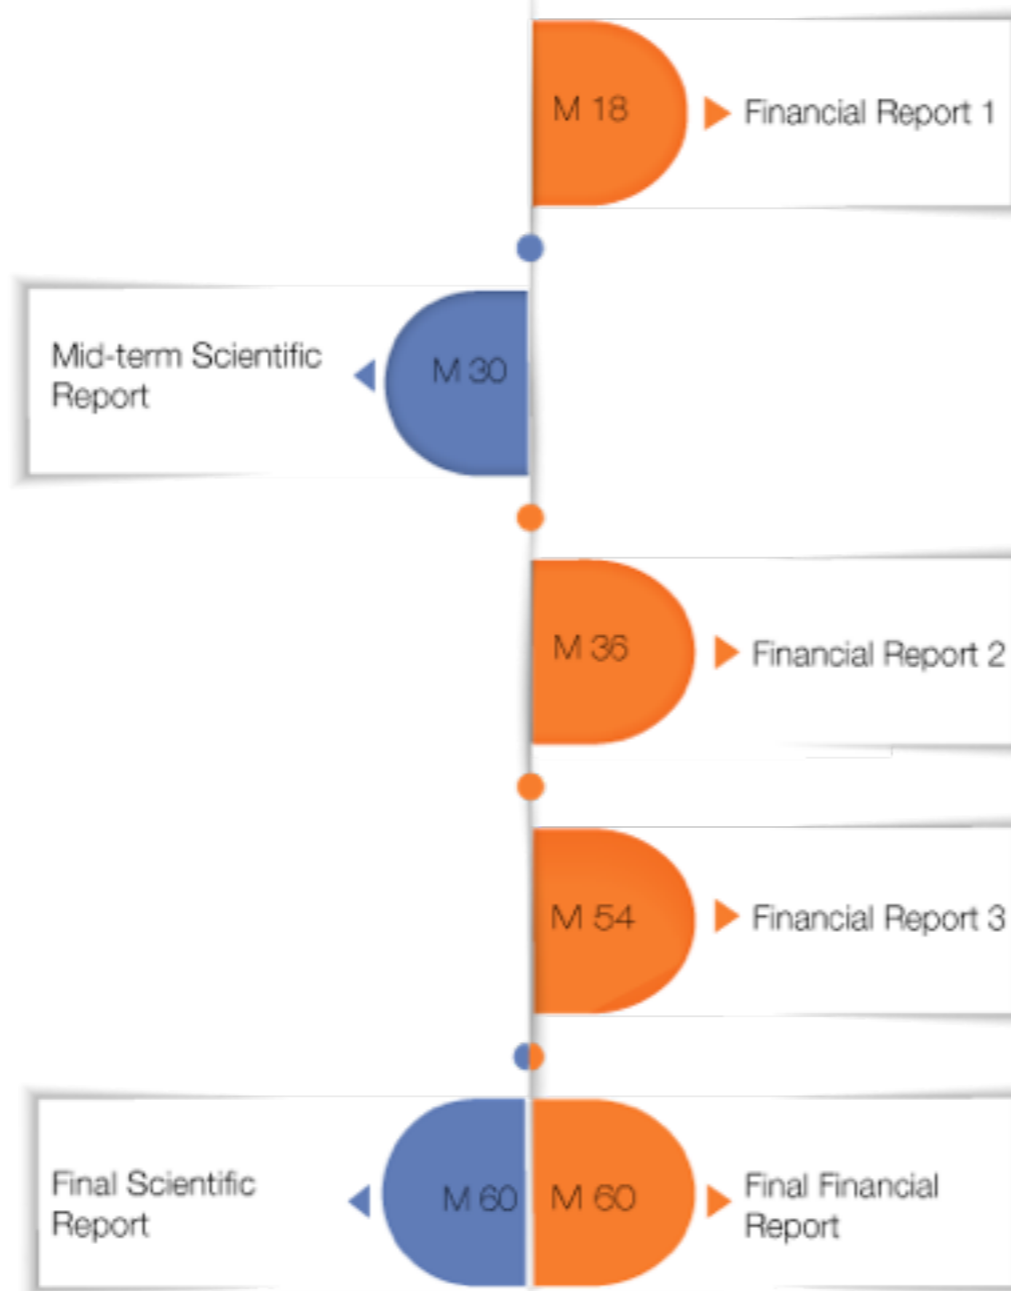 M 18
Financial Report 1
Mid-term Scientific
Report
M 30
M 36
Financial Report 2
M 54
Financial Report 3
Final Scientific
Report
M 60
M 60
Final Financial
Report